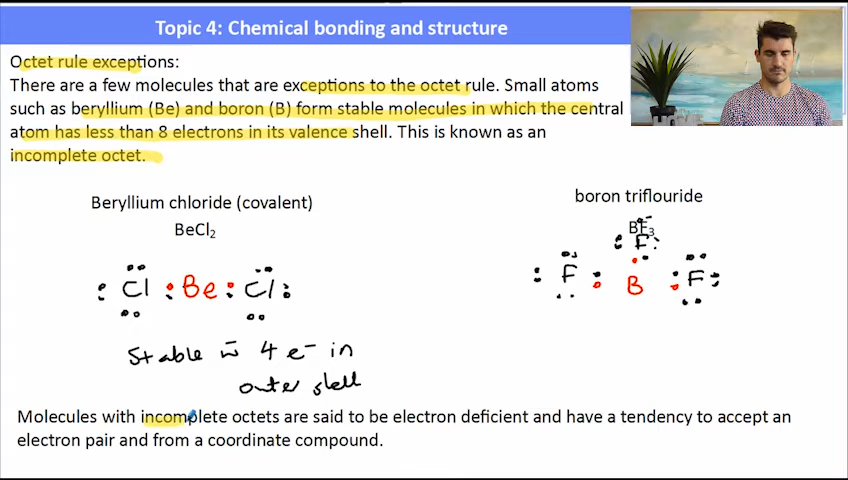 Topic 4: Chemical bonding and structure
Octet rule exceptions:
There are a few molecules that are exceptions to the octet rule. Small atoms
such as beryllium (Be) and boron (B) form stable molecules in which the central
atom has less than 8 electrons in its valence shell. This is known as an
incomplete octet.
Beryllium chloride (covalent)
BeCl₂
Cl Be Cl
Stable w 4 e⁻ in
outer shell
boron triflouride
BF₃
F
F B F
Molecules with incomplete octets are said to be electron deficient and have a tendency to accept an
electron pair and from a coordinate compound.